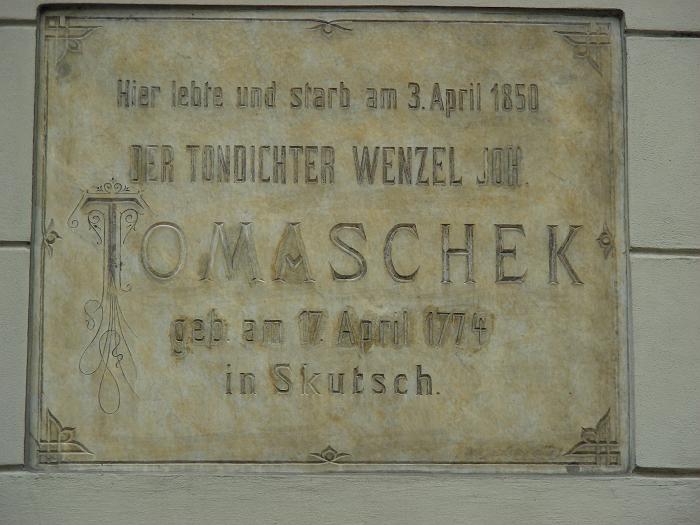 Hier lebte und starb am 3. April 1850
DER TONDICHTER WENZEL JOH.
TOMASCHEK
geb. am 17. April 1774
in Skutsch.